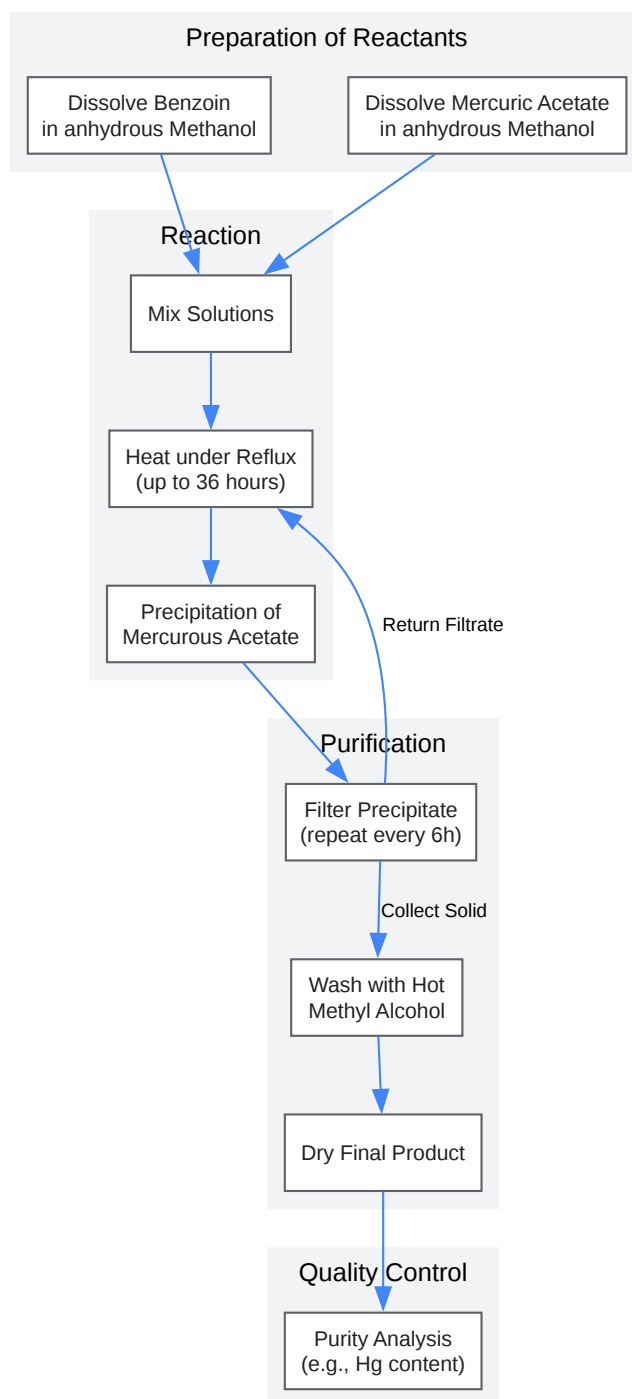 Preparation of Reactants
Dissolve Benzoin
in anhydrous Methanol
Dissolve Mercuric Acetate
in anhydrous Methanol
Reaction
Mix Solutions
Heat under Reflux
(up to 36 hours)
Precipitation of
Mercurous Acetate
Return Filtrate
Purification
Filter Precipitate
(repeat every 6h)
Collect Solid
Wash with Hot
Methyl Alcohol
Dry Final Product
Quality Control
Purity Analysis
(e.g., Hg content)